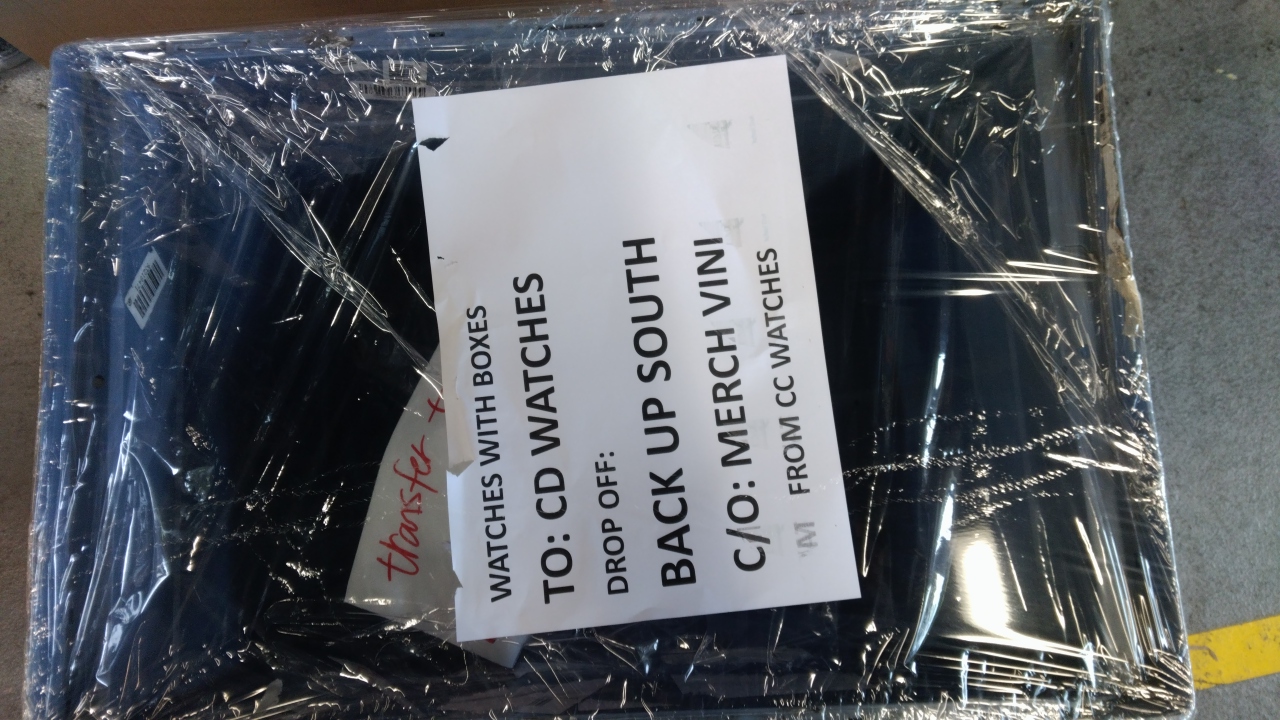 WATCHES WITH BOXES
TO: CD WATCHES
DROP OFF:
BACK UP SOUTH
C/O: MERCH VINI
FROM CC WATCHES
transfer +